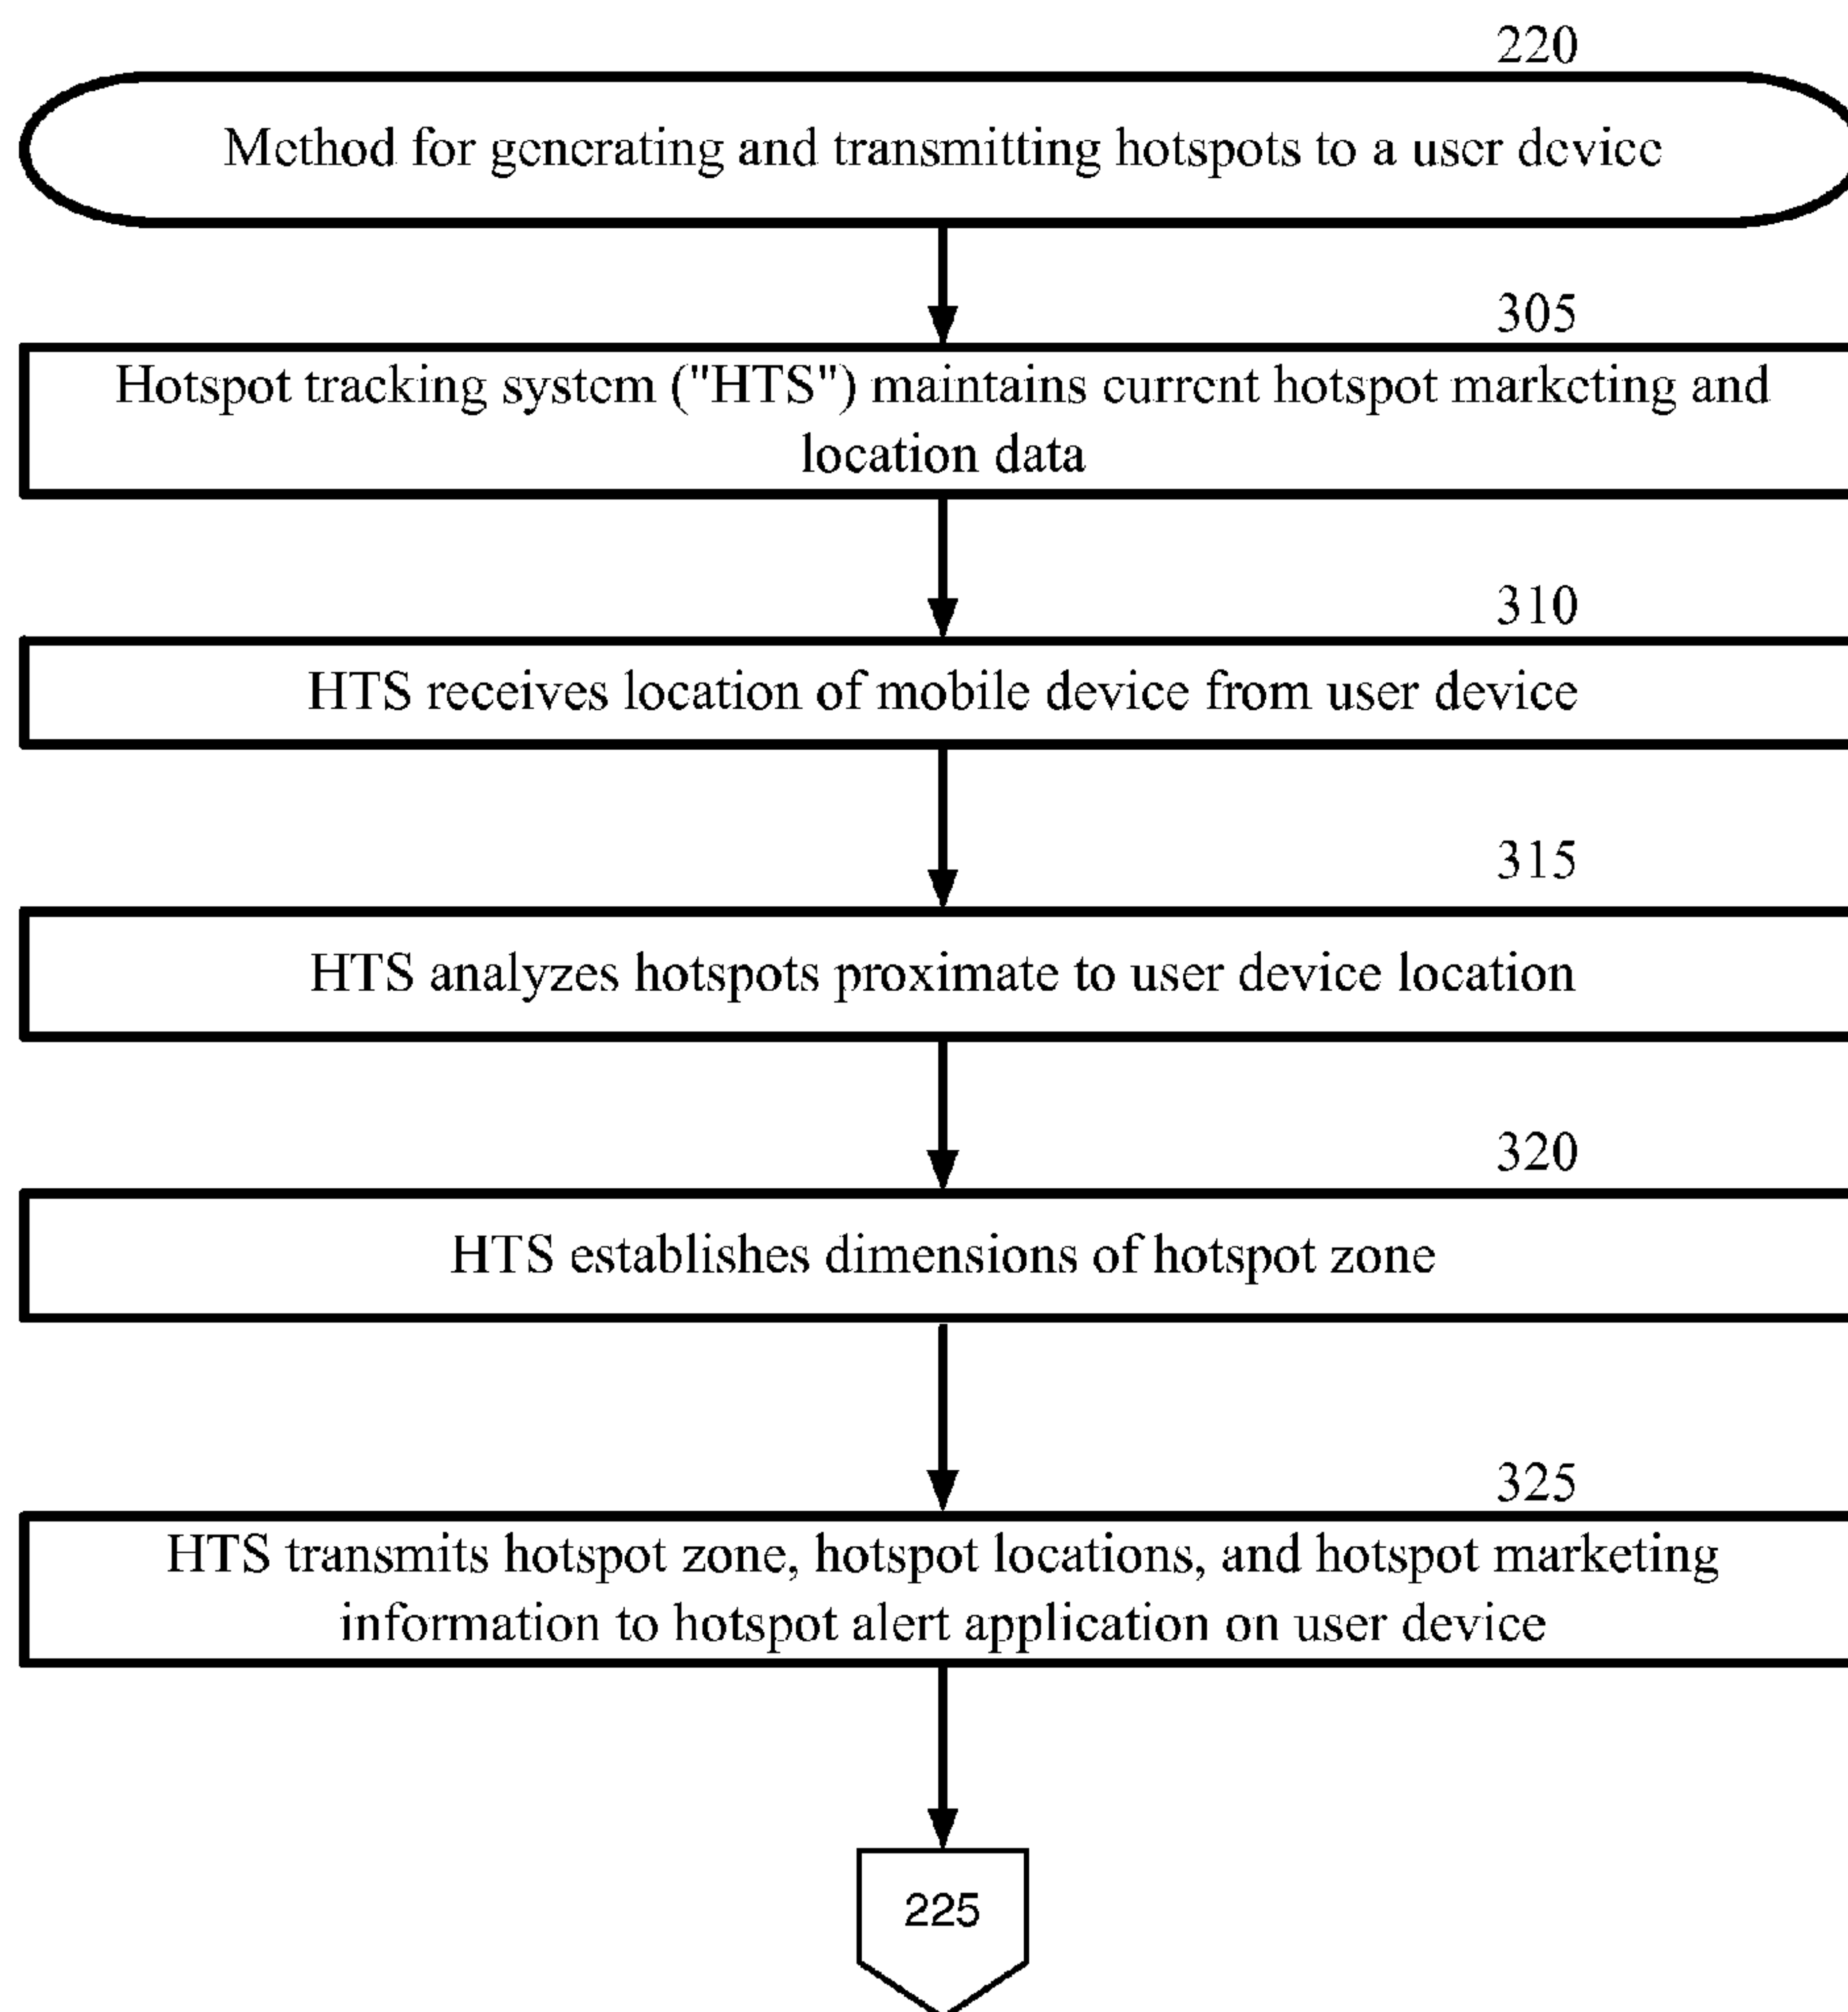 220
Method for generating and transmitting hotspots to a user device
305
Hotspot tracking system ("HTS") maintains current hotspot marketing and
location data
310
HTS receives location of mobile device from user device
315
HTS analyzes hotspots proximate to user device location
320
HTS establishes dimensions of hotspot zone
325
HTS transmits hotspot zone, hotspot locations, and hotspot marketing
information to hotspot alert application on user device
225